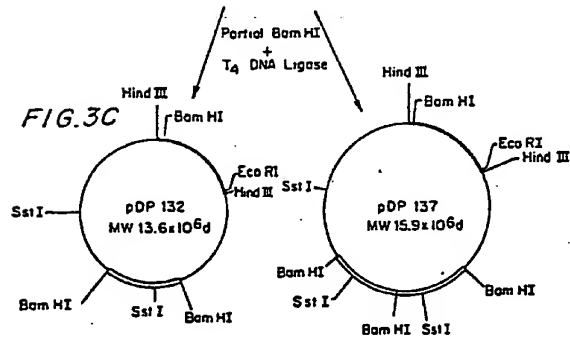 Partial Bam HI
+
T4 DNA Ligase
FIG.3C
Hind III
Bam HI
Eco RI
Hind III
Sst I
pDP 132
MW 13.6x10⁶d
Bam HI
Sst I
Bam HI
Hind III
Bam HI
Eco RI
Hind III
Sst I
pDP 137
MW 15.9x10⁶d
Bam HI
Sst I
Bam HI
Sst I
Bam HI